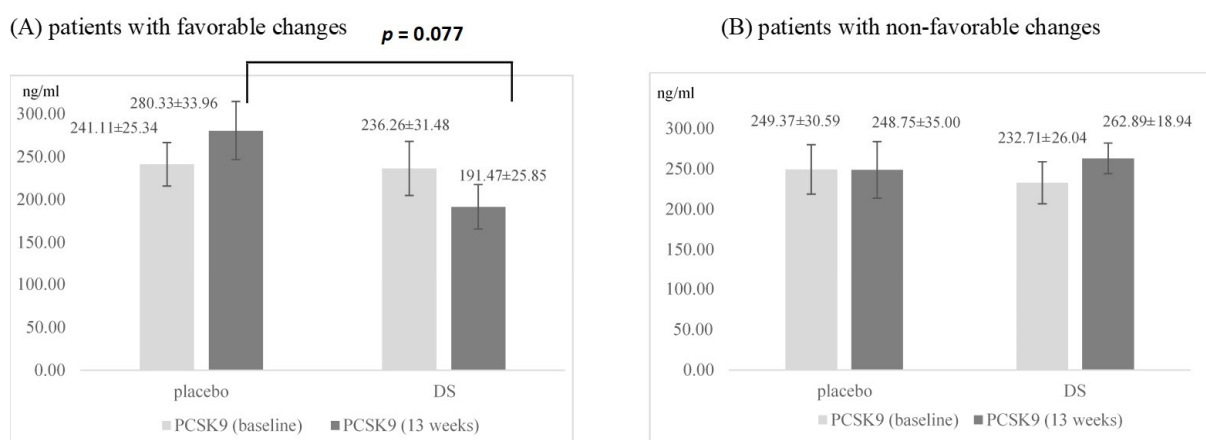 (A) patients with favorable changes
p = 0.077
ng/ml
300.00
250.00
200.00
150.00
100.00
50.00
0.00
241.11±25.34
280.33±33.96
236.26±31.48
191.47±25.85
placebo DS
PCSK9 (baseline) PCSK9 (13 weeks)
(B) patients with non-favorable changes
ng/ml
300.00
250.00
200.00
150.00
100.00
50.00
0.00
249.37±30.59
248.75±35.00
232.71±26.04
262.89±18.94
placebo DS
PCSK9 (baseline) PCSK9 (13 weeks)